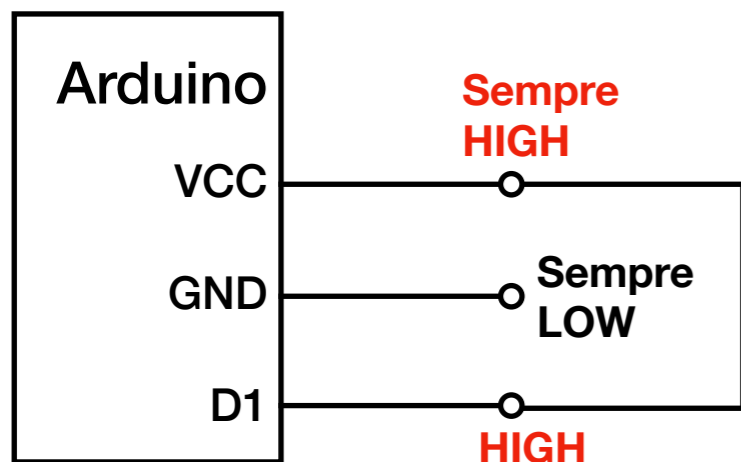 Arduino
Sempre
HIGH
VCC
GND
Sempre
LOW
D1
HIGH